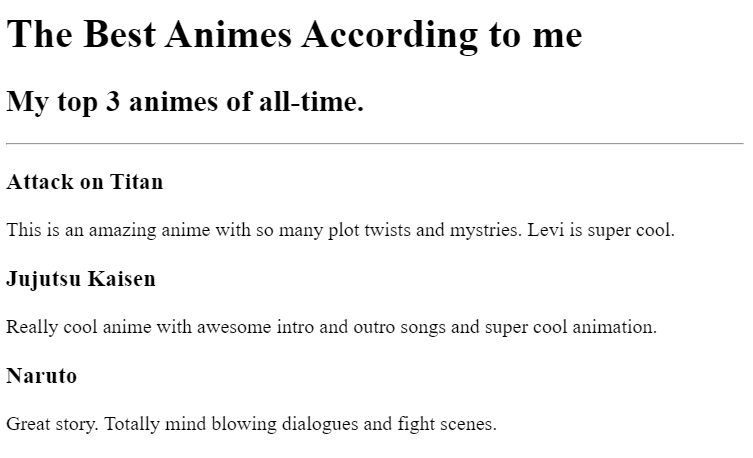 The Best Animes According to me
My top 3 animes of all-time.
Attack on Titan
This is an amazing anime with so many plot twists and mystries. Levi is super cool.
Jujutsu Kaisen
Really cool anime with awesome intro and outro songs and super cool animation.
Naruto
Great story. Totally mind blowing dialogues and fight scenes.